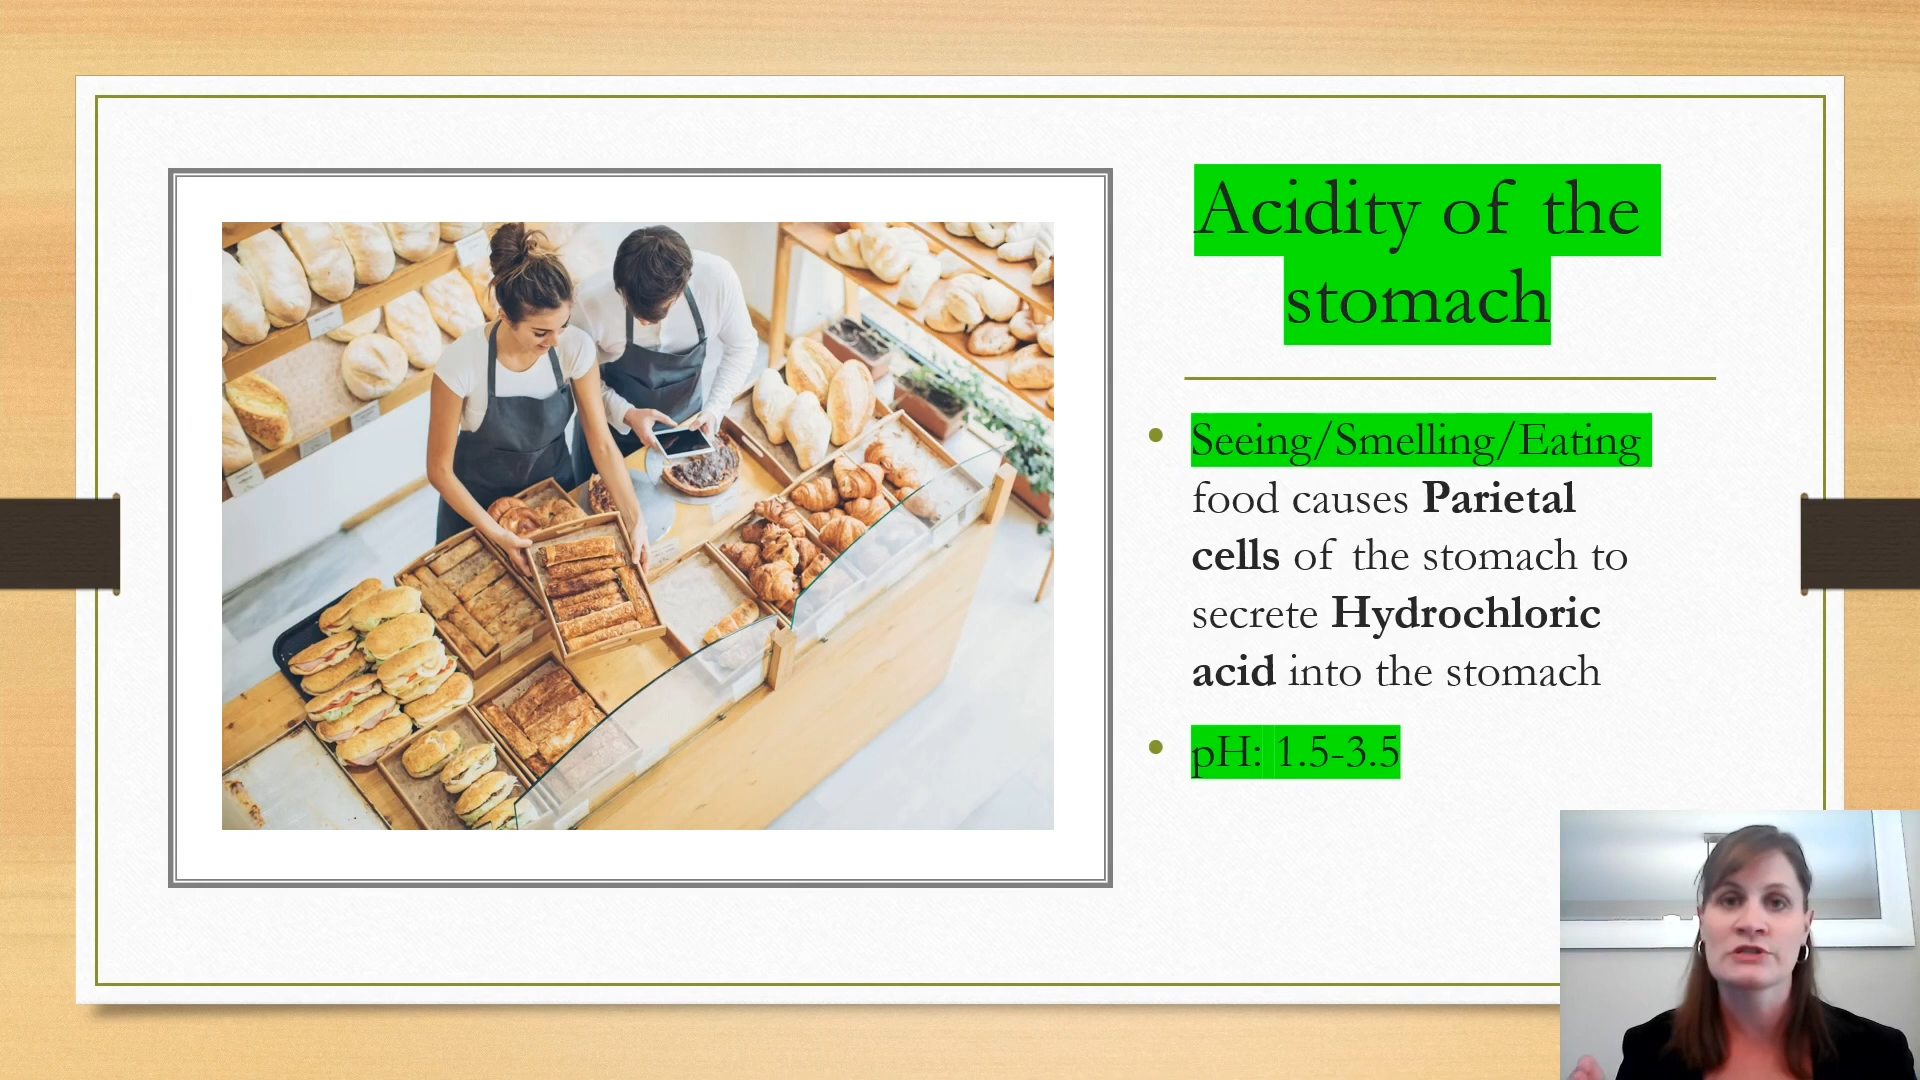 Acidity of the
stomach
Seeing/Smelling/Eating
food causes Parietal
cells of the stomach to
secrete Hydrochloric
acid into the stomach
pH: 1.5-3.5